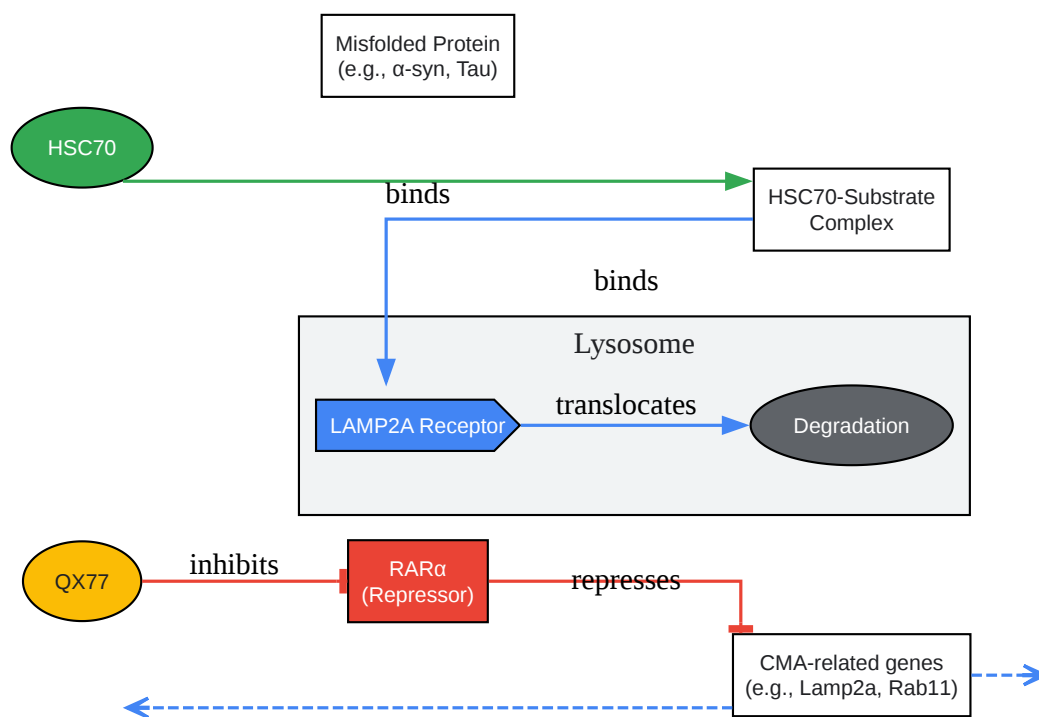 Misfolded Protein
(e.g., α-syn, Tau)
HSC70
binds
HSC70-Substrate
Complex
binds
Lysosome
LAMP2A Receptor
translocates
Degradation
QX77
inhibits
RARα
(Repressor)
represses
CMA-related genes
(e.g., Lamp2a, Rab11)